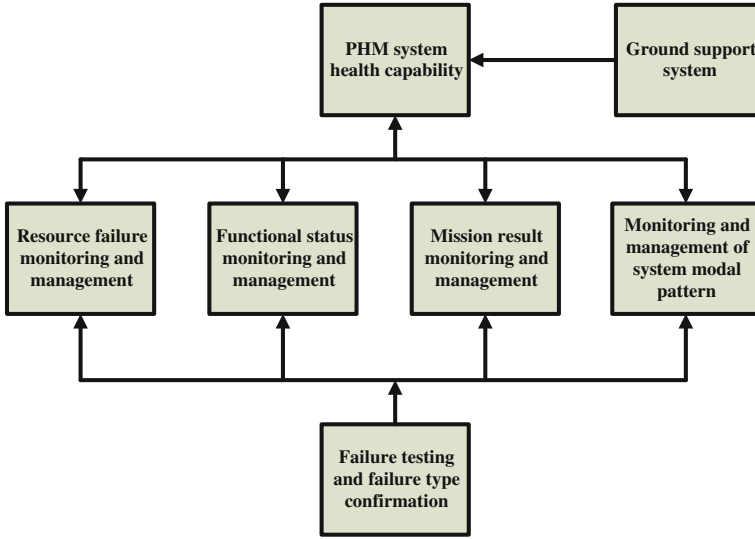 PHM system
health capability
Ground support
system
Resource failure
monitoring and
management
Functional status
monitoring and
management
Mission result
monitoring and
management
Monitoring and
management of
system modal
pattern
Failure testing
and failure type
confirmation